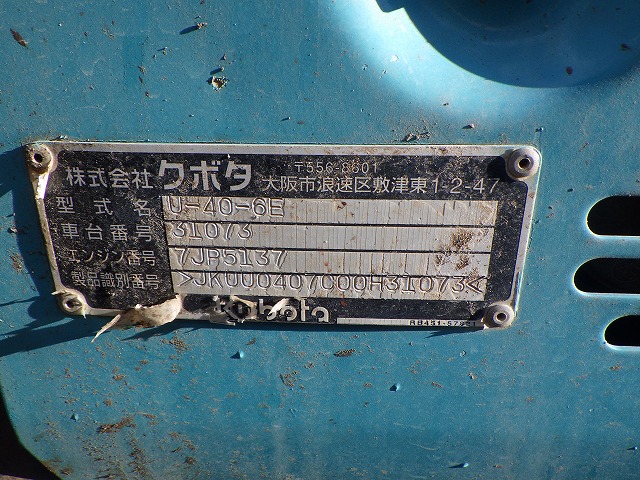 株式会社 クボタ 〒556-8601
大阪市浪速区敷津東1-2-47
型式名 U-40-6E
車台番号 31073
エンジン番号 7JP5137
製品識別番号 >JKUU0407C00H31073<
Kubota